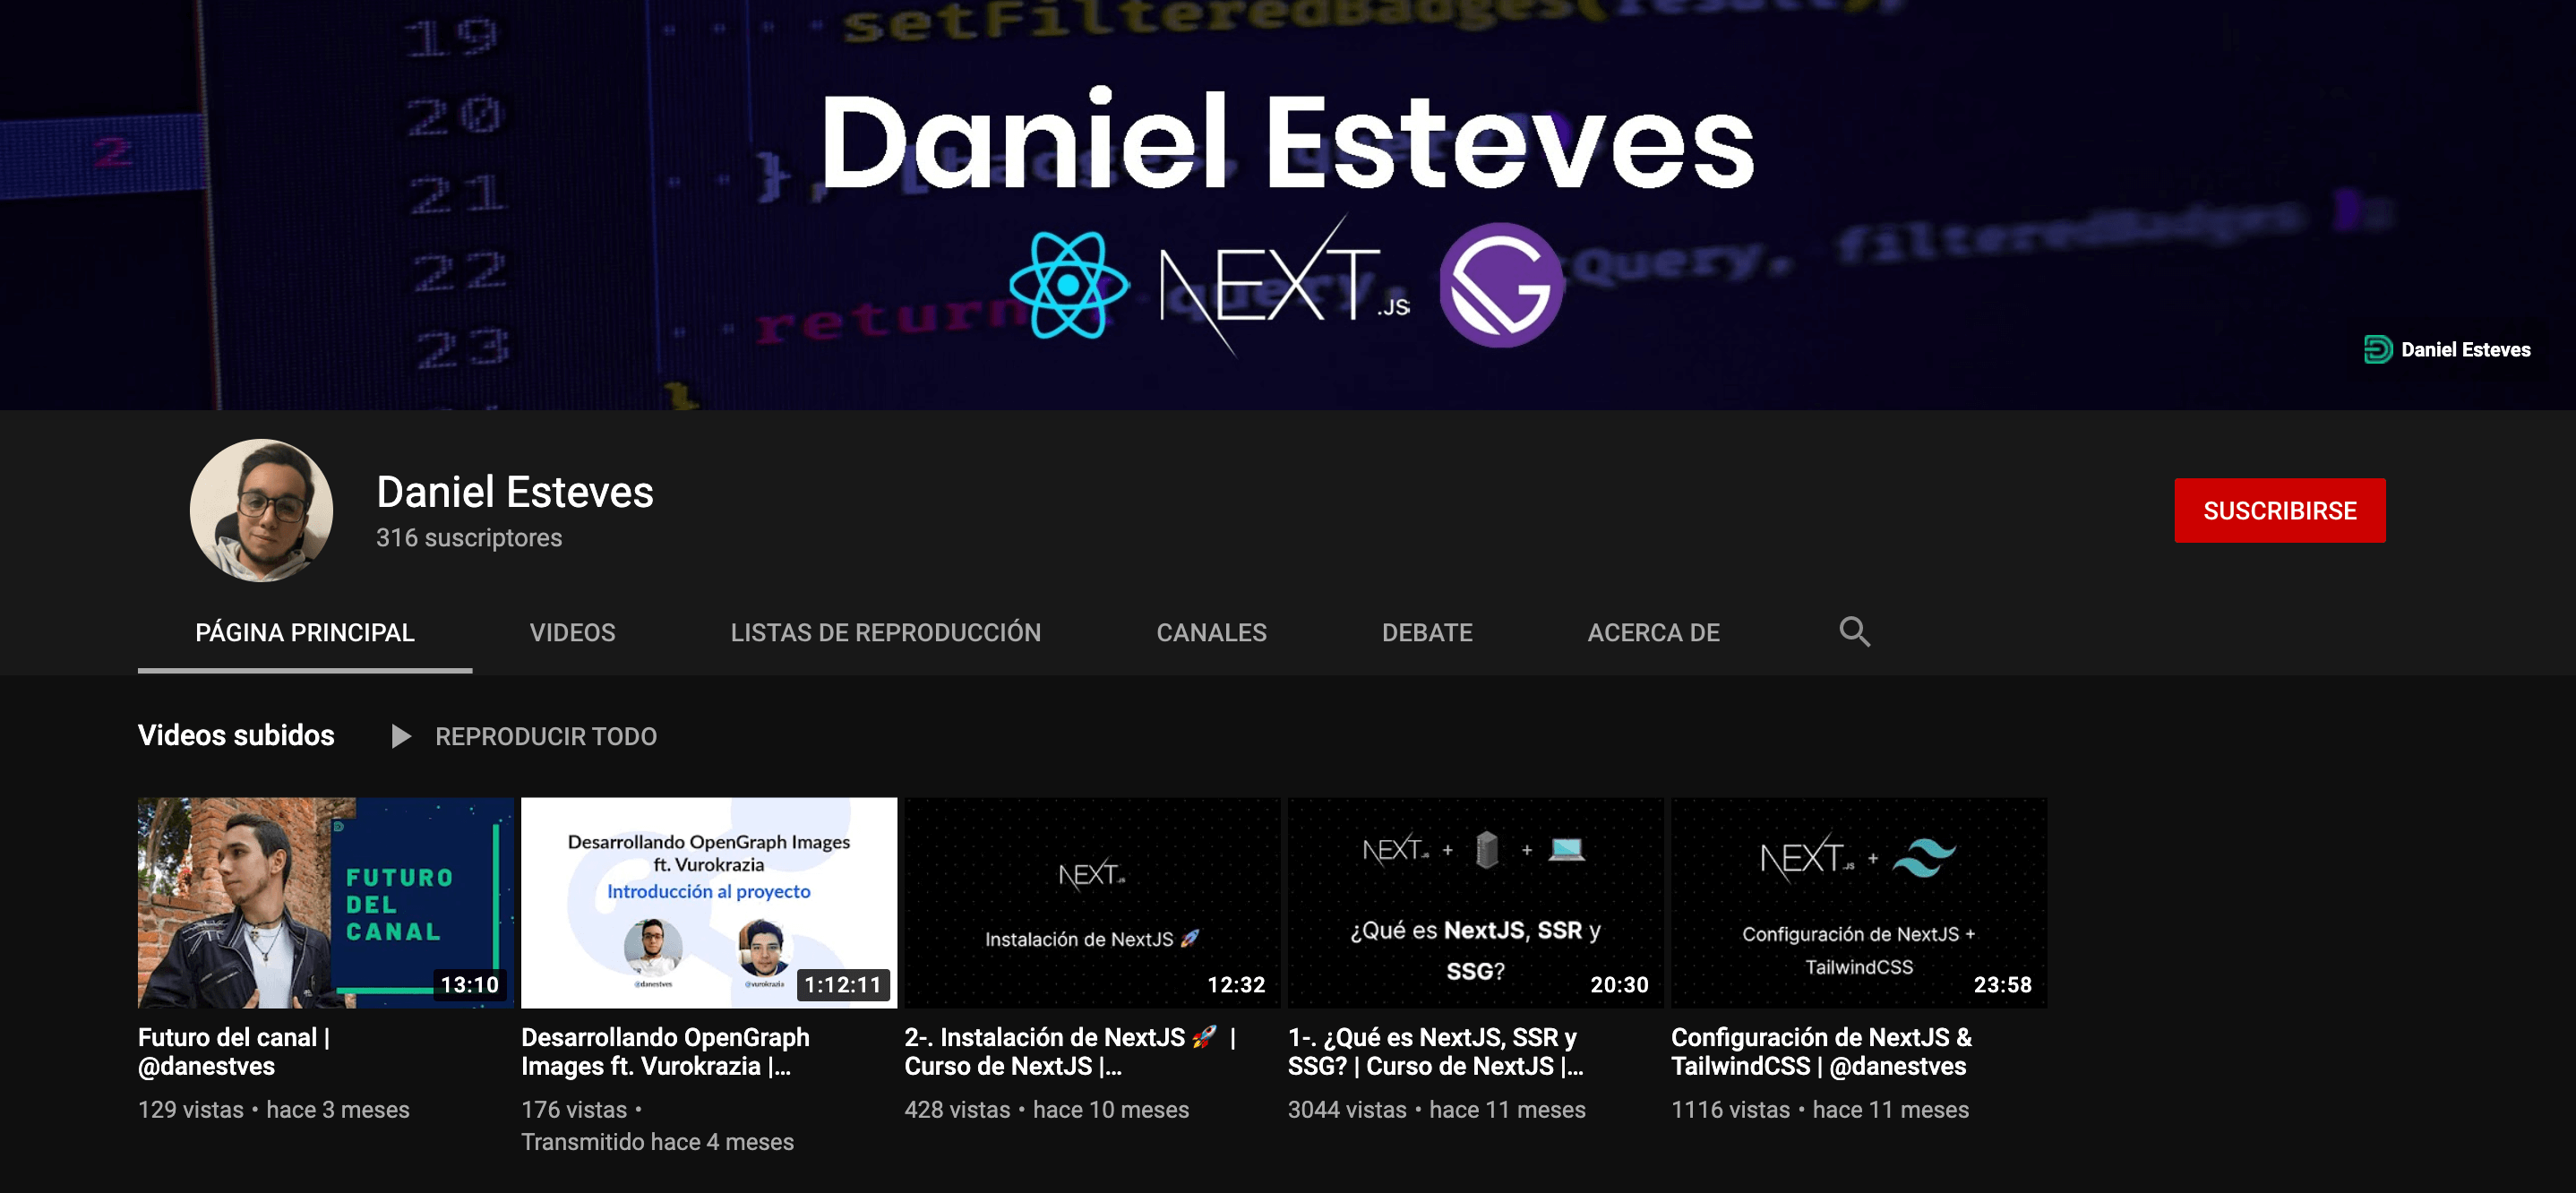 19
setFilteredBadges(result);
20
2
21
22
return { query, setQuery, filteredBadges };
23
Daniel Esteves
NEXT.JS
Daniel Esteves
Daniel Esteves
316 suscriptores
SUSCRIBIRSE
PÁGINA PRINCIPAL
VIDEOS
LISTAS DE REPRODUCCIÓN
CANALES
DEBATE
ACERCA DE
Videos subidos
REPRODUCIR TODO
FUTURO
DEL
CANAL
13:10
Desarrollando OpenGraph Images
ft. Vurokrazia
Introducción al proyecto
@danestves
@vurokrazia
1:12:11
NEXT.JS
Instalación de NextJS 🚀
12:32
NEXT.JS + +
¿Qué es NextJS, SSR y
SSG?
20:30
NEXT.JS +
Configuración de NextJS +
TailwindCSS
23:58
Futuro del canal |
@danestves
129 vistas • hace 3 meses
Desarrollando OpenGraph
Images ft. Vurokrazia |...
176 vistas •
Transmitido hace 4 meses
2-. Instalación de NextJS 🚀 |
Curso de NextJS |...
428 vistas • hace 10 meses
1-. ¿Qué es NextJS, SSR y
SSG? | Curso de NextJS |...
3044 vistas • hace 11 meses
Configuración de NextJS &
TailwindCSS | @danestves
1116 vistas • hace 11 meses